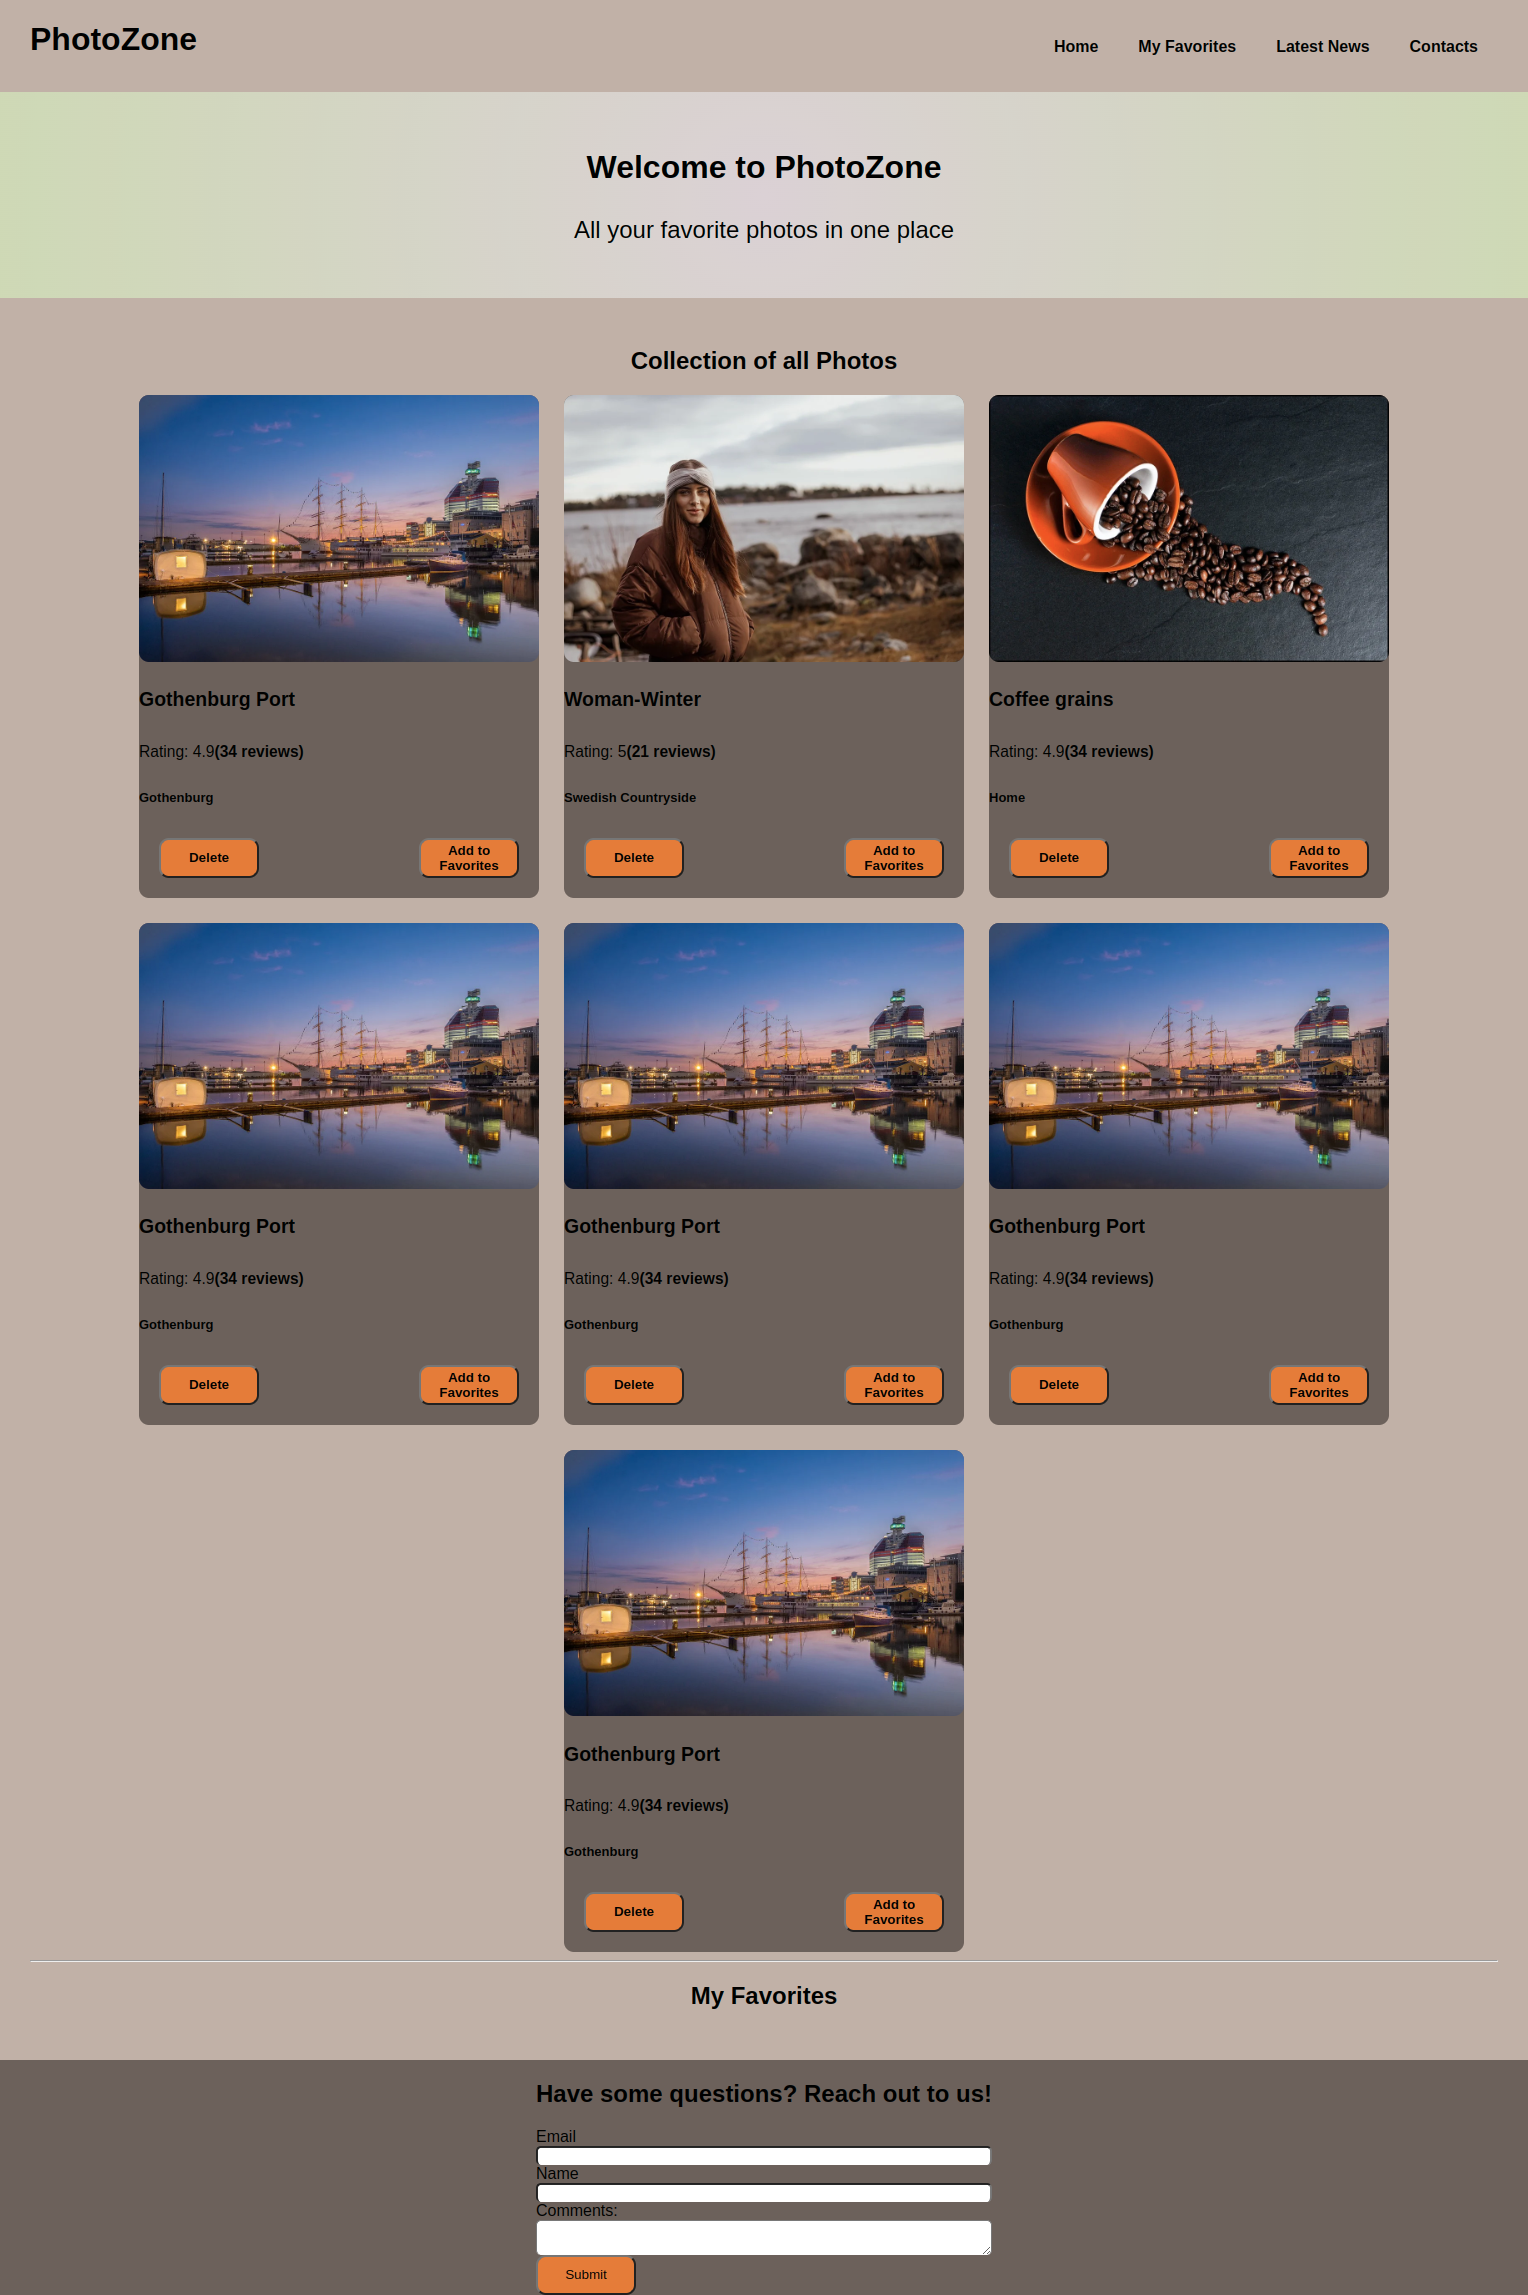 PhotoZone
Home My Favorites Latest News Contacts
Welcome to PhotoZone
All your favorite photos in one place
Collection of all Photos
Gothenburg Port
Rating: 4.9(34 reviews)
Gothenburg
Delete
Add to
Favorites
Woman-Winter
Rating: 5(21 reviews)
Swedish Countryside
Delete
Add to
Favorites
Coffee grains
Rating: 4.9(34 reviews)
Home
Delete
Add to
Favorites
Gothenburg Port
Rating: 4.9(34 reviews)
Gothenburg
Delete
Add to
Favorites
Gothenburg Port
Rating: 4.9(34 reviews)
Gothenburg
Delete
Add to
Favorites
Gothenburg Port
Rating: 4.9(34 reviews)
Gothenburg
Delete
Add to
Favorites
Gothenburg Port
Rating: 4.9(34 reviews)
Gothenburg
Delete
Add to
Favorites
My Favorites
Have some questions? Reach out to us!
Email
Name
Comments:
Submit